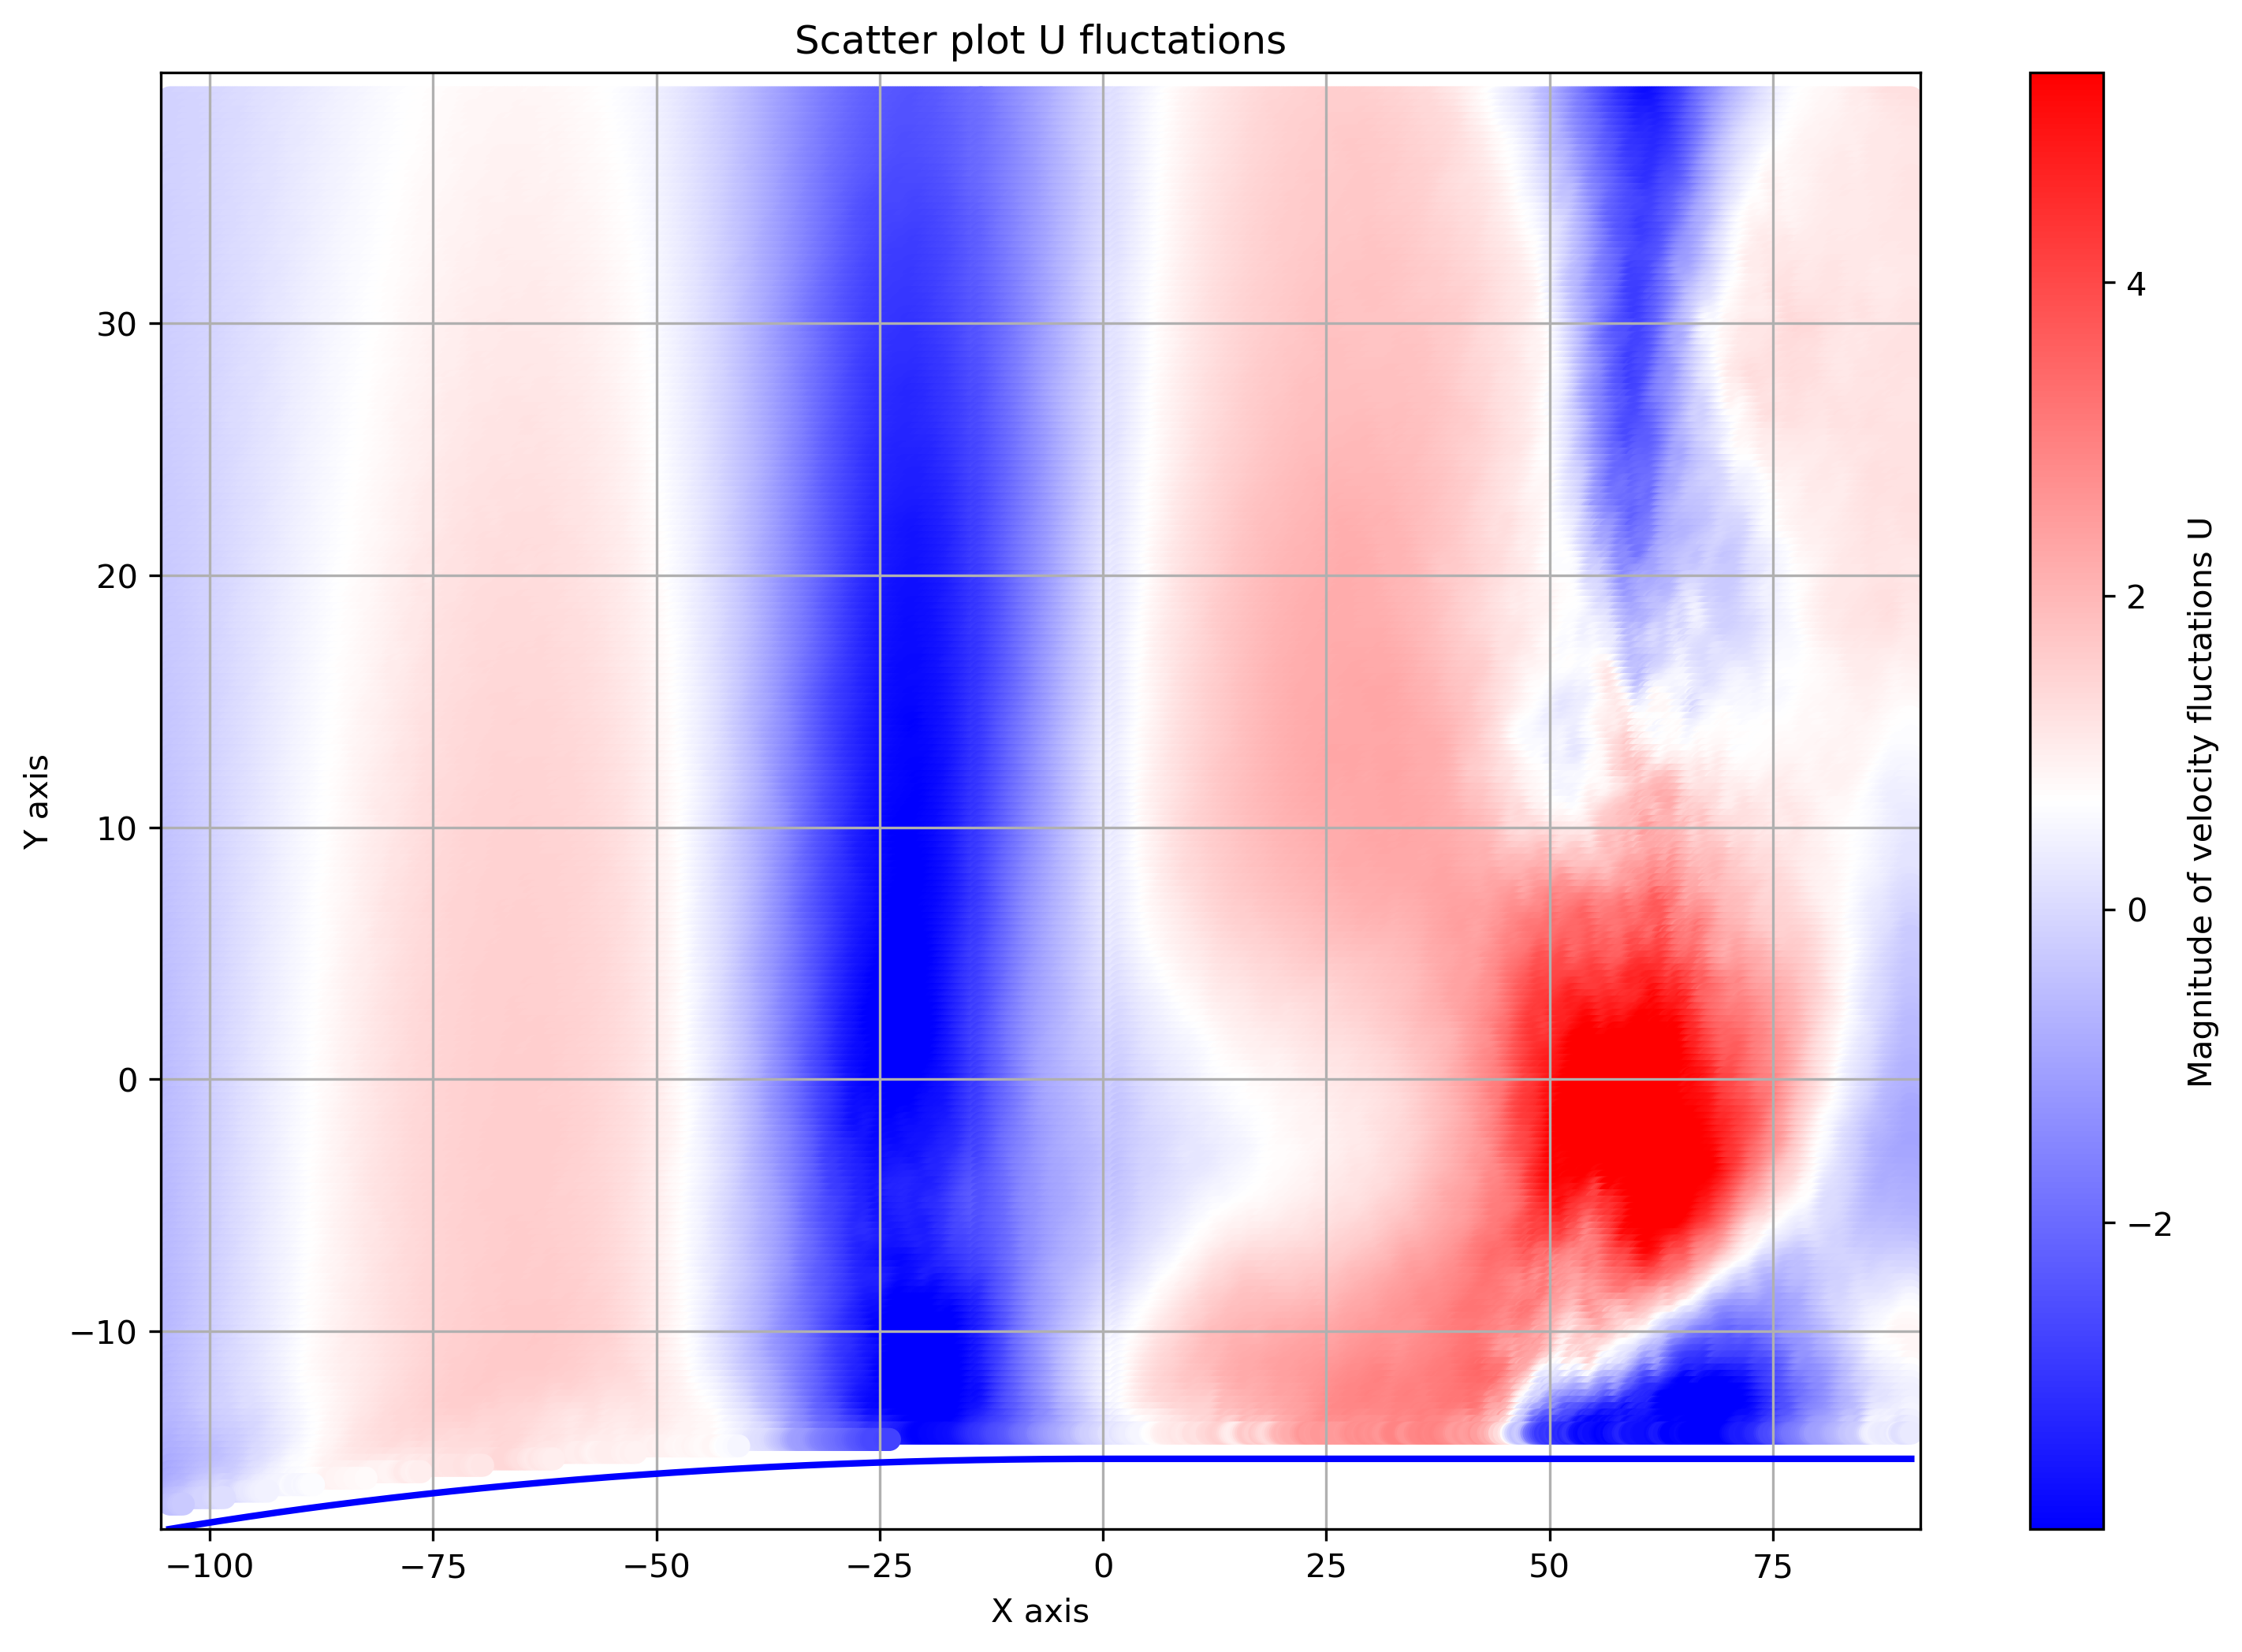 Scatter plot U fluctations
Y axis
30
20
10
0
−10
−100 −75 −50 −25 0 25 50 75
X axis
4
2
0
−2
Magnitude of velocity fluctations U